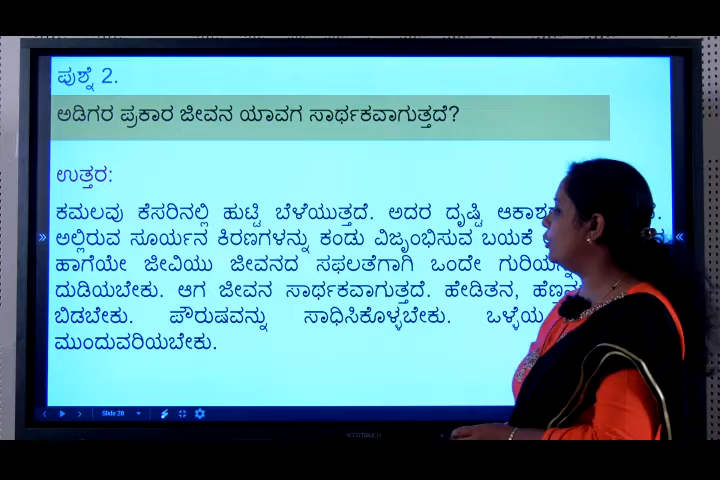 ಪ್ರಶ್ನೆ 2.
ಅಡಿಗರ ಪ್ರಕಾರ ಜೀವನ ಯಾವಗ ಸಾರ್ಥಕವಾಗುತ್ತದೆ?
ಉತ್ತರ:
ಕಮಲವು ಕೆಸರಿನಲ್ಲಿ ಹುಟ್ಟಿ ಬೆಳೆಯುತ್ತದೆ. ಅದರ ದೃಷ್ಟಿ
ಅಲ್ಲಿರುವ ಸೂರ್ಯನ ಕಿರಣಗಳನ್ನು ಕಂಡು ವಿಜೃಂಭಿಸುವ ಬಯಕೆ
ಹಾಗೆಯೇ ಜೀವಿಯು ಜೀವನದ ಸಫಲತೆಗಾಗಿ ಒಂದೇ
ದುಡಿಯಬೇಕು. ಆಗ ಜೀವನ ಸಾರ್ಥಕವಾಗುತ್ತದೆ. ಹೇಡಿತನ,
ಬಿಡಬೇಕು. ಪೌರುಷವನ್ನು ಸಾಧಿಸಿಕೊಳ್ಳಬೇಕು.
ಮುಂದುವರಿಯಬೇಕು.
Slide 28